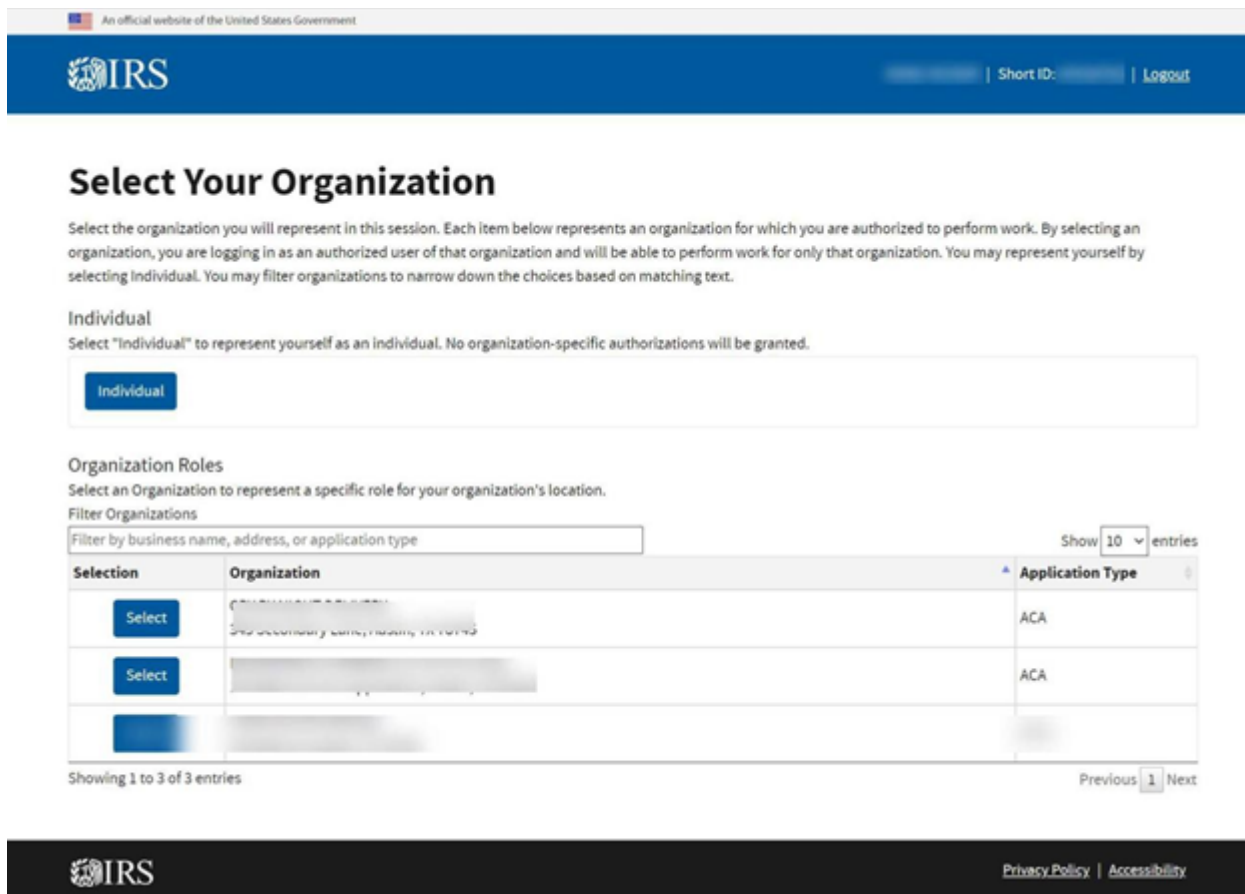 An official website of the United States Government
IRS
| Short ID: | Logout
Select Your Organization
Select the organization you will represent in this session. Each item below represents an organization for which you are authorized to perform work. By selecting an
organization, you are logging in as an authorized user of that organization and will be able to perform work for only that organization. You may represent yourself by
selecting Individual. You may filter organizations to narrow down the choices based on matching text.
Individual
Select "Individual" to represent yourself as an individual. No organization-specific authorizations will be granted.
Individual
Organization Roles
Select an Organization to represent a specific role for your organization's location.
Filter Organizations
Filter by business name, address, or application type
Show 10 entries
Selection Organization Application Type
Select ACA
Select ACA
Showing 1 to 3 of 3 entries
Previous 1 Next
IRS
Privacy Policy | Accessibility